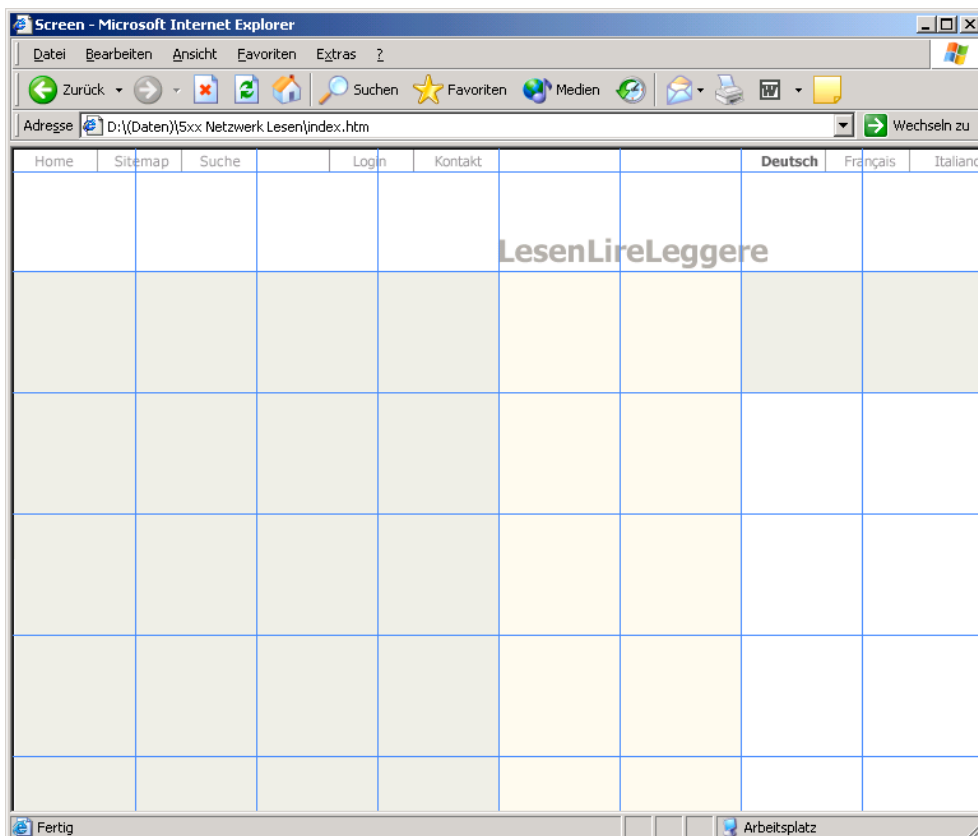 Screen - Microsoft Internet Explorer
Datei Bearbeiten Ansicht Favoriten Extras ?
Zurück Suchen Favoriten Medien
Adresse D:\(Daten)\5xx Netzwerk Lesen\index.htm Wechseln zu
Home Sitemap Suche Login Kontakt Deutsch Français Italiano
LesenLireLeggere
Fertig Arbeitsplatz